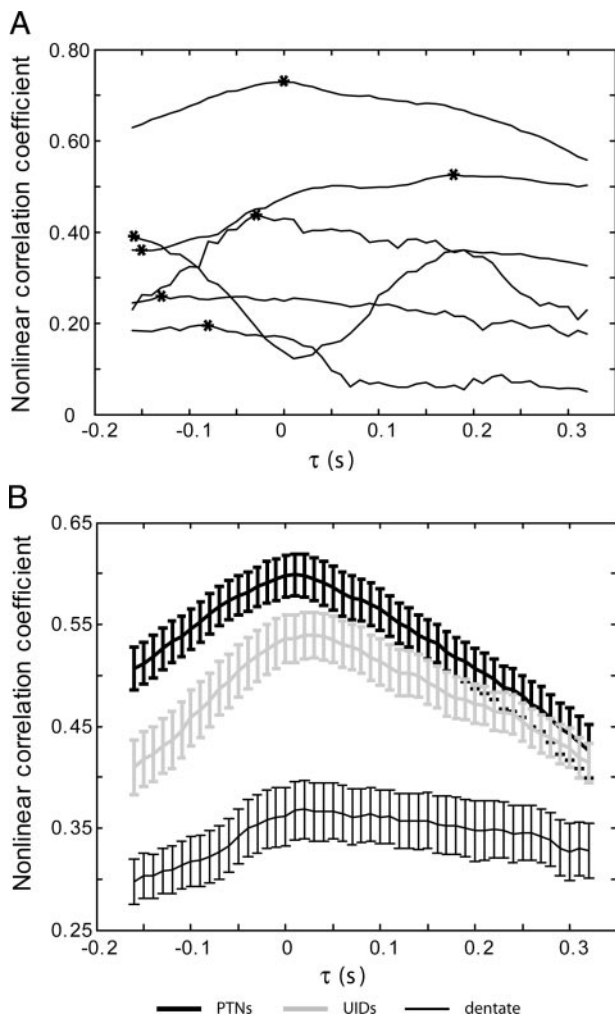 A
Nonlinear correlation coefficient
0.80
0.60
0.40
0.20
0
-0.2 -0.1 0 0.1 0.2 0.3
τ (s)
B
Nonlinear correlation coefficient
0.65
0.55
0.45
0.35
0.25
-0.2 -0.1 0 0.1 0.2 0.3
τ (s)
PTNs UIDs dentate